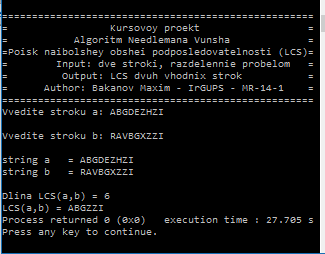 ==========================================
=             Kursovoy proekt            =
=        Algoritm Needlemana Vunsha      =
=Poisk naibolshey obshei podposledovatelnosti (LCS)=
=      Input: dve stroki, razdelennie probelom   =
=       Output: LCS dvuh vhodnix strok   =
=    Author: Bakanov Maxim - IrGUPS - MR-14-1    =
==========================================
Vvedite stroku a: ABGDEZHZI
Vvedite stroku b: RAVBGXZZI
string a   = ABGDEZHZI
string b   = RAVBGXZZI
Dlina LCS(a,b) = 6
LCS(a,b) = ABGZZI
Process returned 0 (0x0)   execution time : 27.705 s
Press any key to continue.